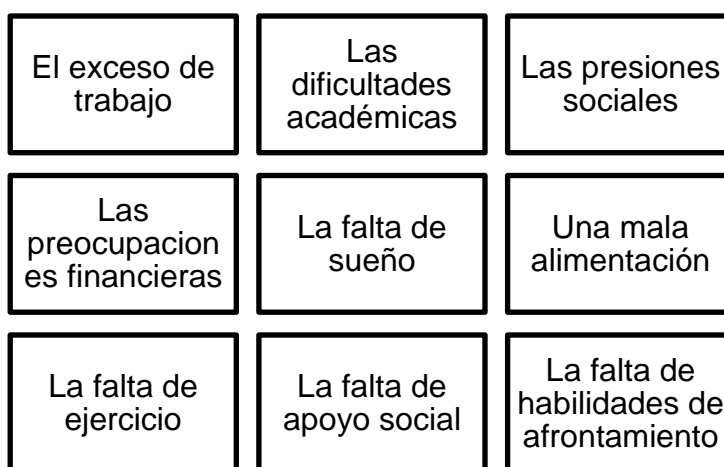 El exceso de
trabajo
Las
dificultades
académicas
Las presiones
sociales
Las
preocupacion
es financieras
La falta de
sueño
Una mala
alimentación
La falta de
ejercicio
La falta de
apoyo social
La falta de
habilidades de
afrontamiento